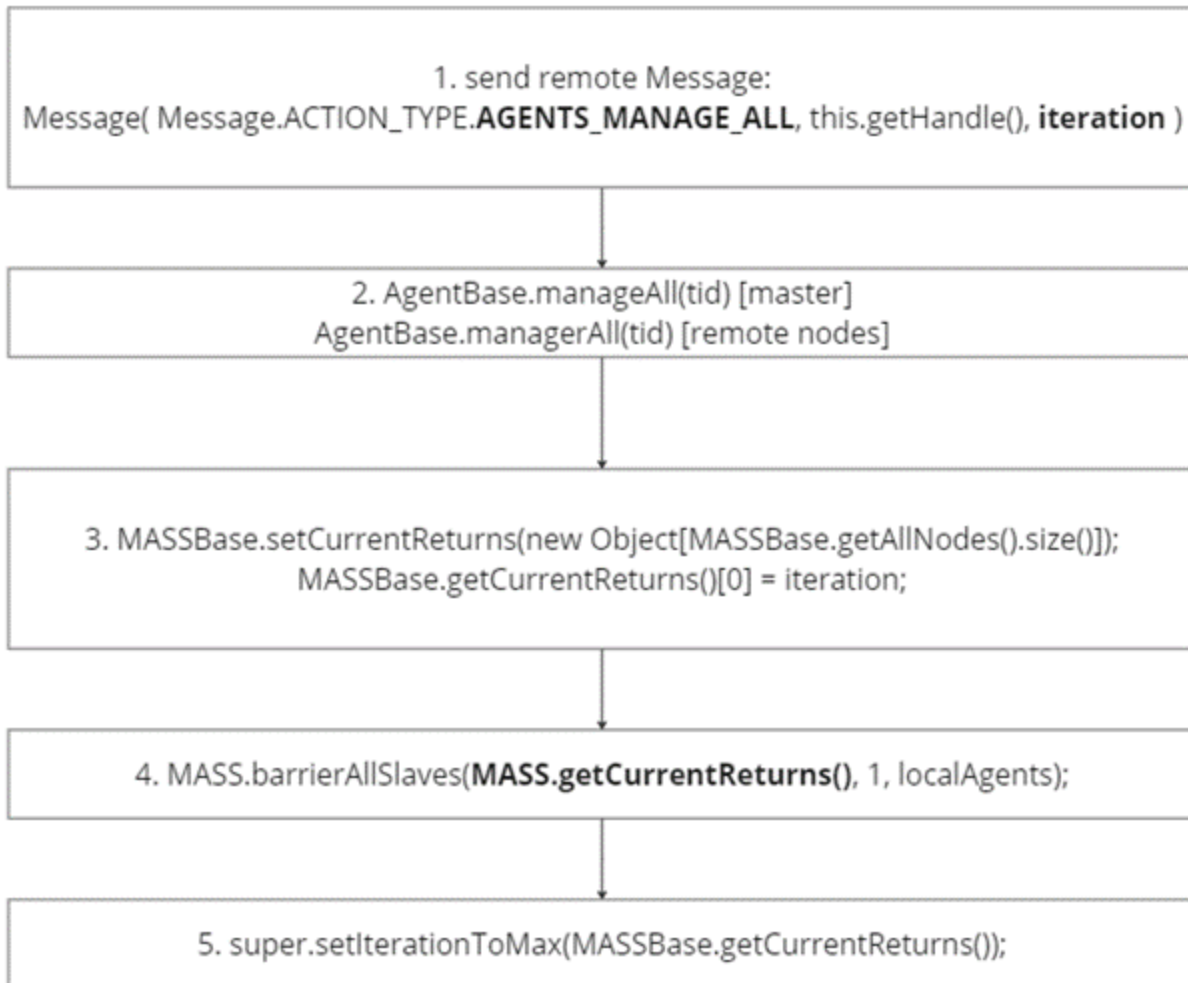 1. send remote Message:
Message( Message.ACTION_TYPE.AGENTS_MANAGE_ALL, this.getHandle(), iteration )
2. AgentBase.manageAll(tid) [master]
AgentBase.managerAll(tid) [remote nodes]
3. MASSBase.setCurrentReturns(new Object[MASSBase.getAllNodes().size()]);
MASSBase.getCurrentReturns()[0] = iteration;
4. MASS.barrierAllSlaves(MASS.getCurrentReturns(), 1, localAgents);
5. super.setIterationToMax(MASSBase.getCurrentReturns());